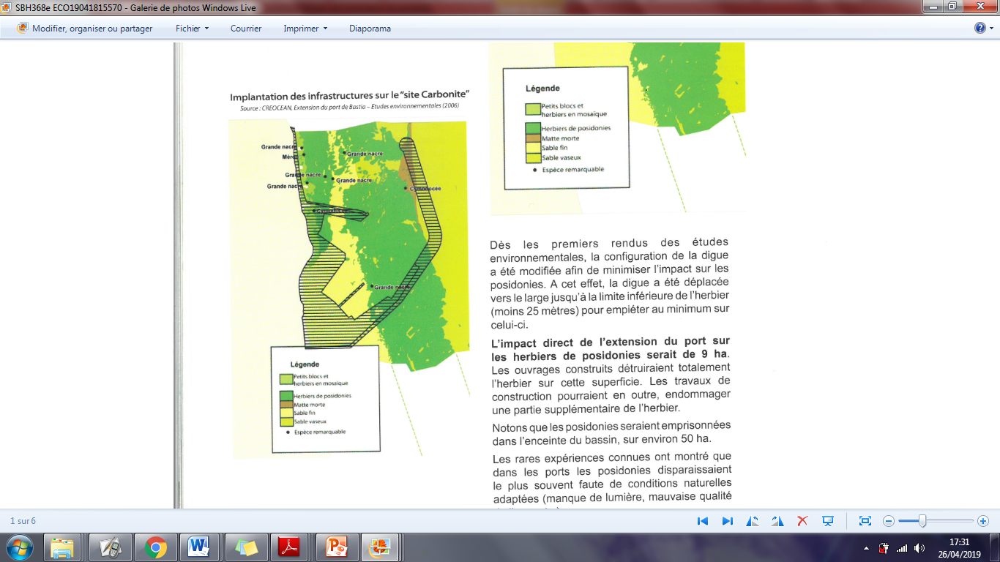 SBH368e ECO19041815570 - Galerie de photos Windows Live
Modifier, organiser ou partager
Fichier
Courrier
Imprimer
Diaporama
Implantation des infrastructures sur le "site Carbonite"
Source : CREOCEAN, Extension du port de Bastia – Etudes environnementales (2006)
Grande nacre
Grande nacre
Grande nacre
Grande nacre
Grande nacre
Cymodocée
Grande nacre
Légende
Petits blocs et
herbiers en mosaïque
Herbiers de posidonies
Matte morte
Sable fin
Sable vaseux
Espèce remarquable
Légende
Petits blocs et
herbiers en mosaïque
Herbiers de posidonies
Matte morte
Sable fin
Sable vaseux
Espèce remarquable
Dès les premiers rendus des études
environnementales, la configuration de la digue
a été modifiée afin de minimiser l'impact sur les
posidonies. A cet effet, la digue a été déplacée
vers le large jusqu'à la limite inférieure de l'herbier
(moins 25 mètres) pour empiéter au minimum sur
celui-ci.
L'impact direct de l'extension du port sur
les herbiers de posidonies serait de 9 ha.
Les ouvrages construits détruiraient totalement
l'herbier sur cette superficie. Les travaux de
construction pourraient en outre, endommager
une partie supplémentaire de l'herbier.
Notons que les posidonies seraient emprisonnées
dans l'enceinte du bassin, sur environ 50 ha.
Les rares expériences connues ont montré que
dans les ports les posidonies disparaissaient
le plus souvent faute de conditions naturelles
adaptées (manque de lumière, mauvaise qualité
1 sur 6
17:31
26/04/2019